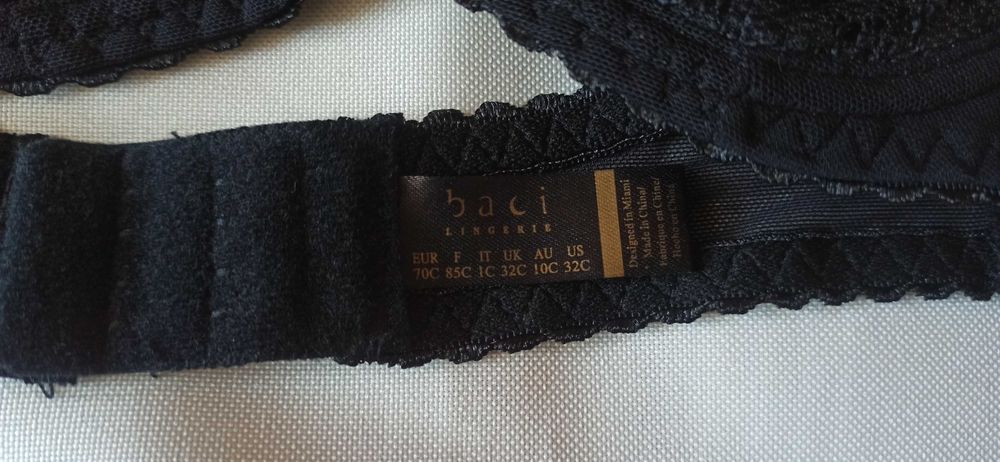 baci
LINGERIE
EUR F IT UK AU US
70C 85C 1C 32C 10C 32C
Designed in Miami
Made in China/
Fabriqué en Chine/
Hecho en China